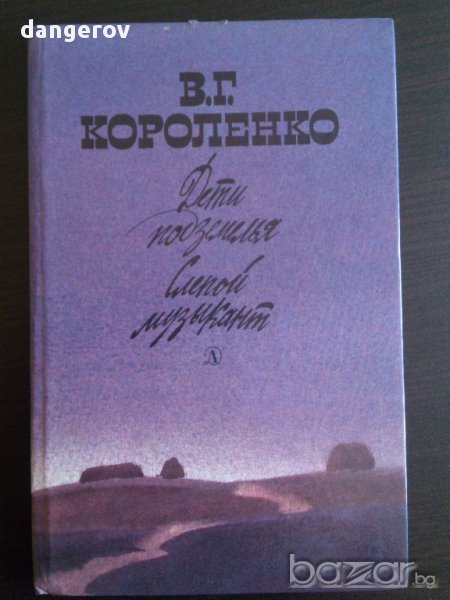 dangerov
В.Г.
КОРОЛЕНКО
Дети
подземелья
Слепой
музыкант
Д
bazar.bg